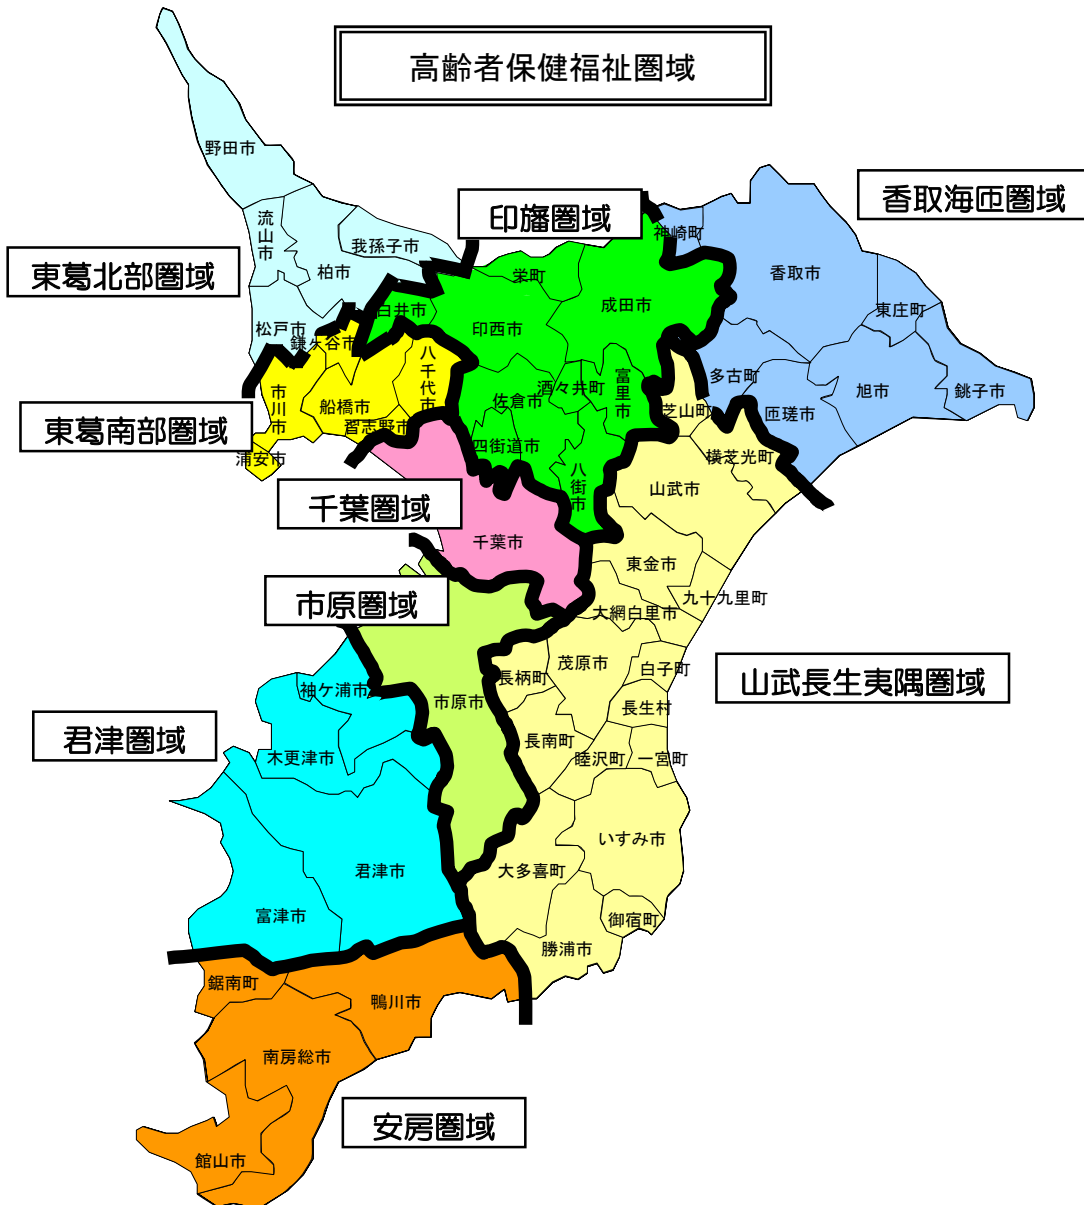 高齢者保健福祉圏域
野田市
香取海匝圏域
印旛圏域
流山市
神崎町
我孫子市
東葛北部圏域
柏市
栄町
香取市
成田市
白井市
東庄町
印西市
松戸市
鎌ヶ谷市
八千代市
多古町
旭市
銚子市
酒々井町
富里市
佐倉市
市川市
船橋市
芝山町
匝瑳市
東葛南部圏域
習志野市
四街道市
浦安市
横芝光町
八街市
山武市
千葉圏域
千葉市
東金市
市原圏域
九十九里町
大網白里市
茂原市
白子町
山武長生夷隅圏域
長柄町
袖ケ浦市
市原市
長生村
君津圏域
長南町
木更津市
睦沢町
一宮町
いすみ市
君津市
大多喜町
富津市
御宿町
勝浦市
鋸南町
鴨川市
南房総市
安房圏域
館山市